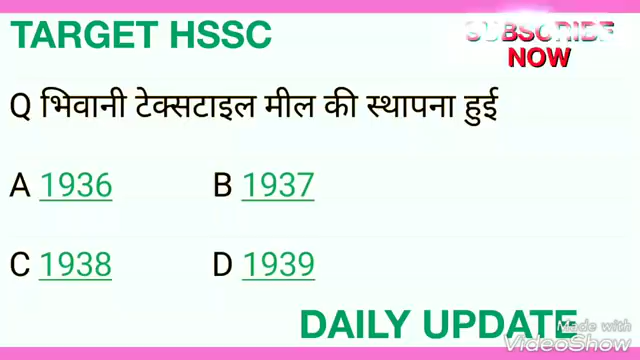 TARGET HSSC
SUBSCRIBE
NOW
Q भिवानी टेक्सटाइल मील की स्थापना हुई
A 1936 B 1937
C 1938 D 1939
DAILY UPDATE
Made with
VideoShow